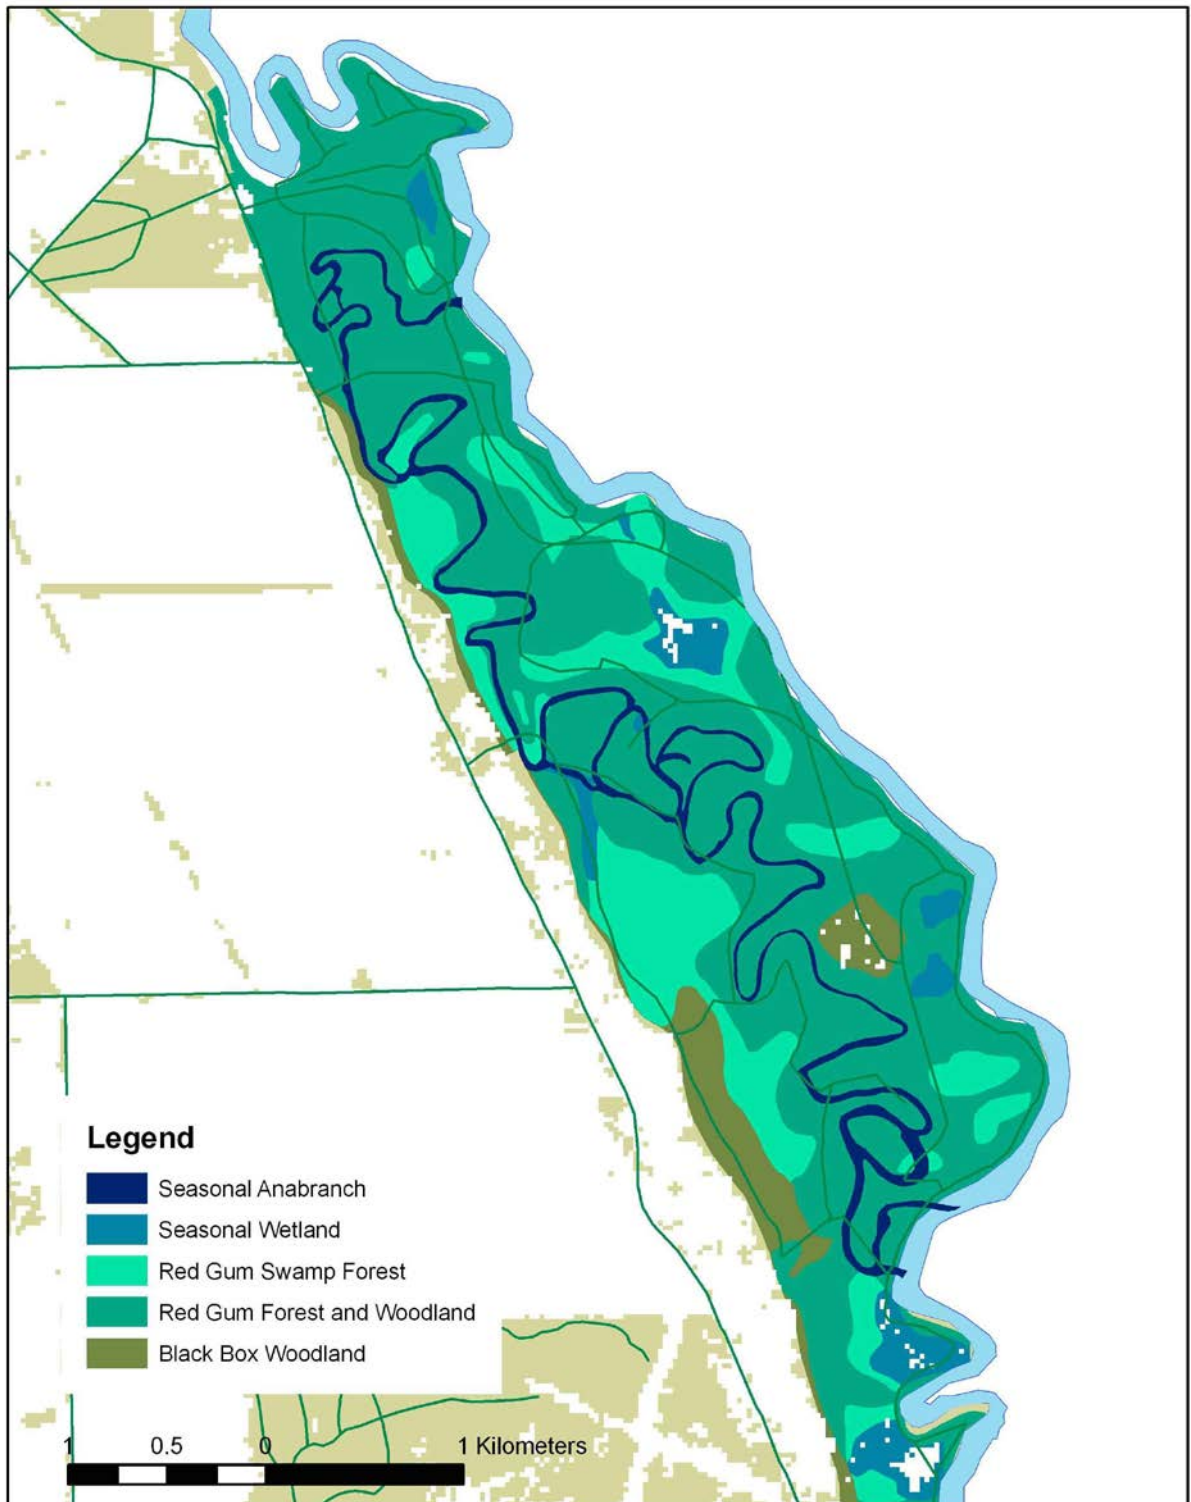 Legend
Seasonal Anabranch
Seasonal Wetland
Red Gum Swamp Forest
Red Gum Forest and Woodland
Black Box Woodland
1 0.5 0 1 Kilometers